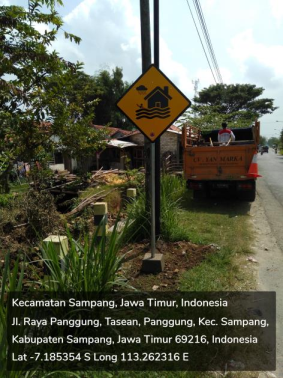 Kecamatan Sampang, Jawa Timur, Indonesia
Jl. Raya Panggung, Tasean, Panggung, Kec. Sampang,
Kabupaten Sampang, Jawa Timur 69216, Indonesia
Lat -7.185354 S Long 113.262316 E